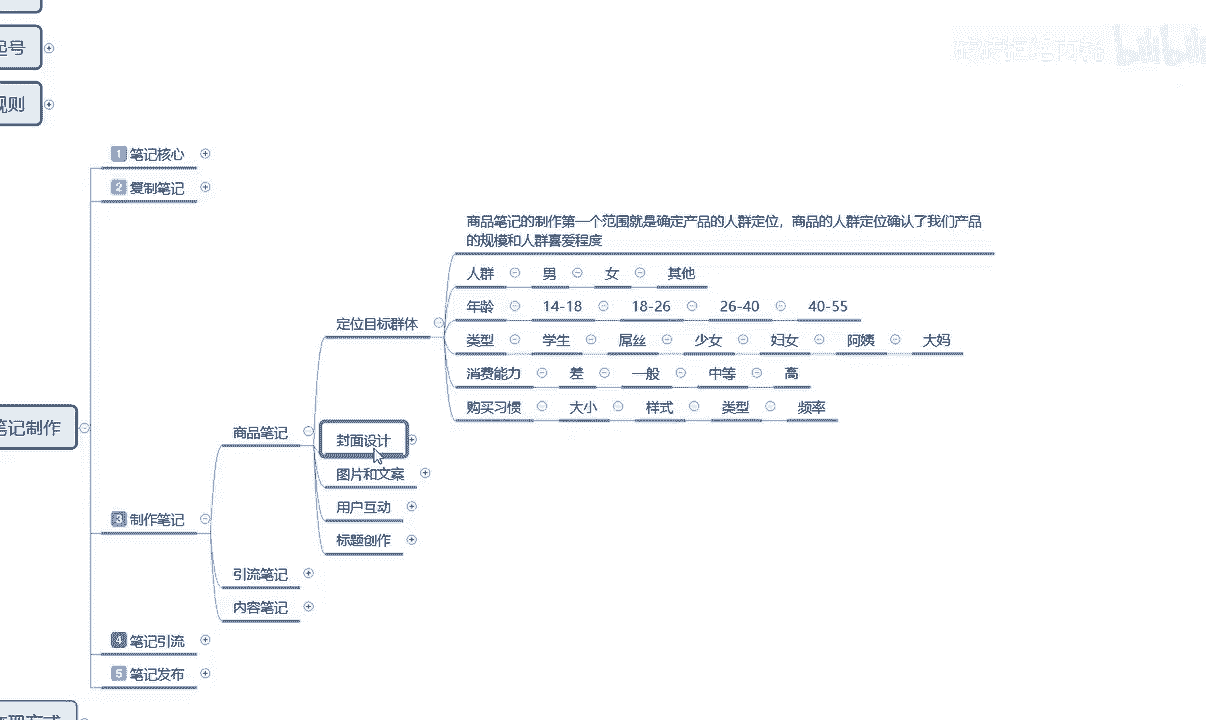 起号
规则
1 笔记核心
2 复制笔记
商品笔记的制作第一个范围就是确定产品的人群定位，商品的人群定位确认了我们产品
的规模和人群喜爱程度
人群 男 女 其他
年龄 14-18 18-26 26-40 40-55
定位目标群体
类型 学生 屌丝 少女 妇女 阿姨 大妈
消费能力 差 一般 中等 高
购买习惯 大小 样式 类型 频率
笔记制作
商品笔记
封面设计
图片和文案
用户互动
标题创作
3 制作笔记
引流笔记
内容笔记
4 笔记引流
5 笔记发布
bilibili